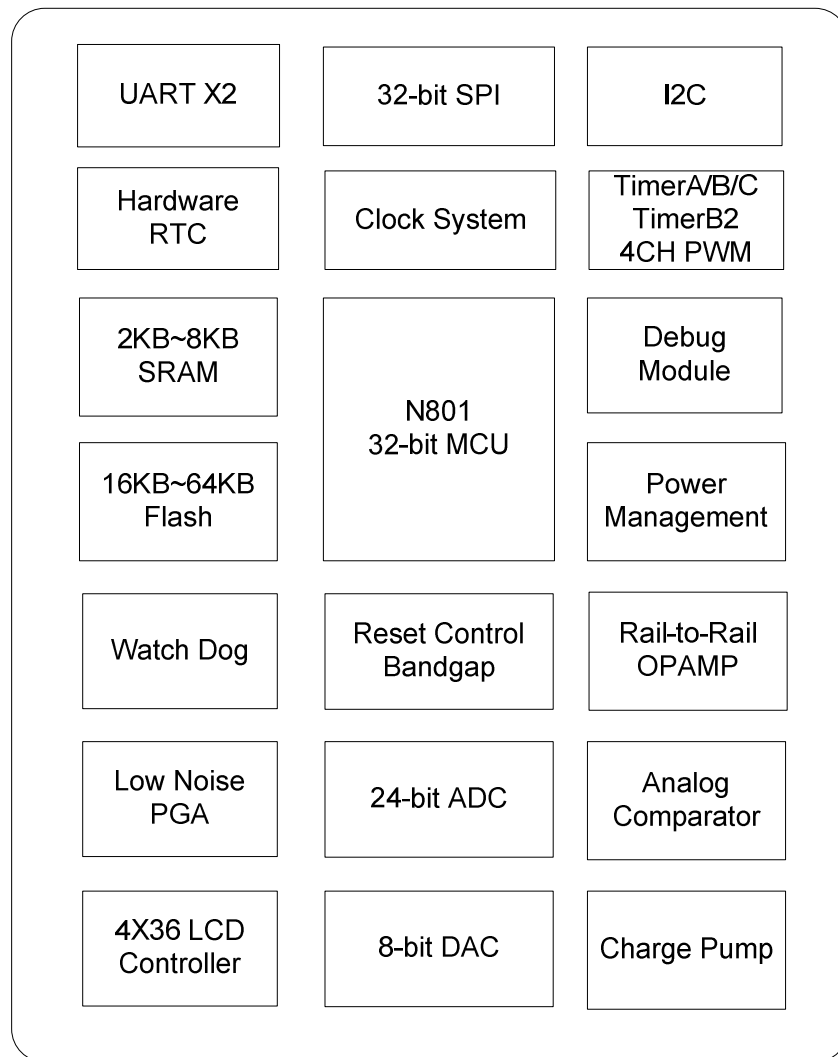 UART X2
32-bit SPI
I2C
Hardware
RTC
Clock System
TimerA/B/C
TimerB2
4CH PWM
2KB~8KB
SRAM
N801
32-bit MCU
Debug
Module
16KB~64KB
Flash
Power
Management
Watch Dog
Reset Control
Bandgap
Rail-to-Rail
OPAMP
Low Noise
PGA
24-bit ADC
Analog
Comparator
4X36 LCD
Controller
8-bit DAC
Charge Pump